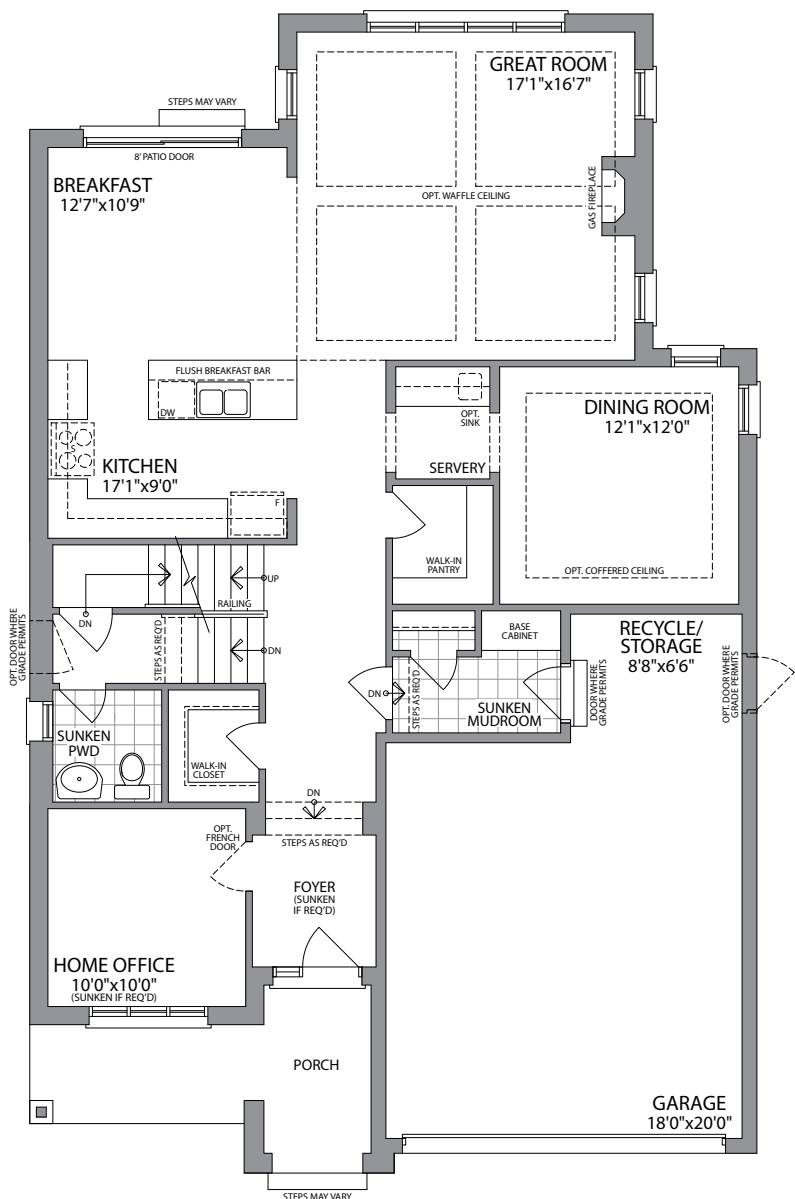 GREAT ROOM
17'1"x16'7"
STEPS MAY VARY
8' PATIO DOOR
BREAKFAST
12'7"x10'9"
OPT. WAFFLE CEILING
GAS FIREPLACE
FLUSH BREAKFAST BAR
DW
OPT.
SINK
DINING ROOM
12'1"x12'0"
S
KITCHEN
17'1"x9'0"
SERVERY
F
WALK-IN
PANTRY
OPT. COFFERED CEILING
UP
RAILING
DN
OPT. DOOR WHERE
GRADE PERMITS
STEPS AS REQ'D
DN
BASE
CABINET
RECYCLE/
STORAGE
8'8"x6'6"
DN
STEPS AS REQ'D
SUNKEN
MUDROOM
DOOR WHERE
GRADE PERMITS
OPT. DOOR WHERE
GRADE PERMITS
SUNKEN
PWD
WALK-IN
CLOSET
DN
STEPS AS REQ'D
OPT.
FRENCH
DOOR
FOYER
(SUNKEN
IF REQ'D)
HOME OFFICE
10'0"x10'0"
(SUNKEN IF REQ'D)
PORCH
GARAGE
18'0"x20'0"
STEPS MAY VARY